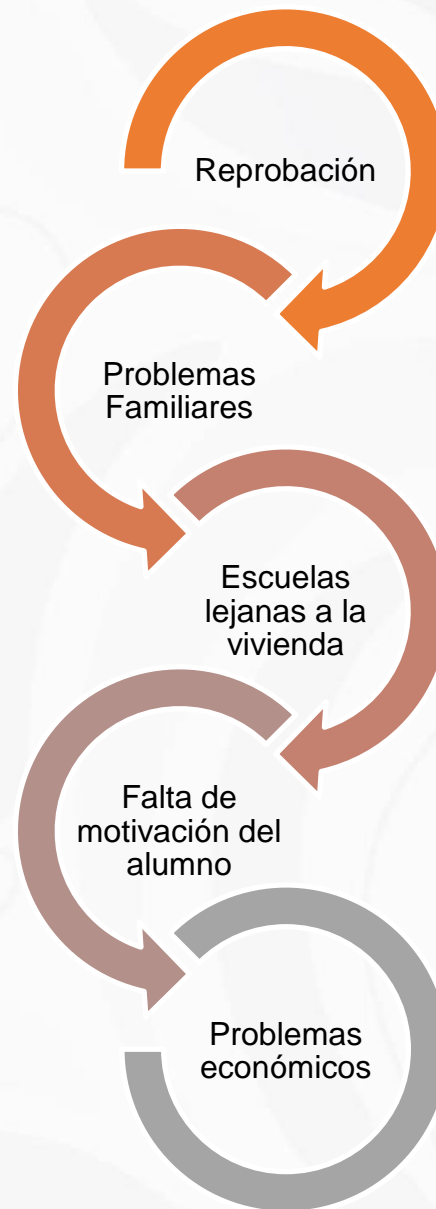 Reprobación
Problemas
Familiares
Escuelas
lejanas a la
vivienda
Falta de
motivación del
alumno
Problemas
económicos